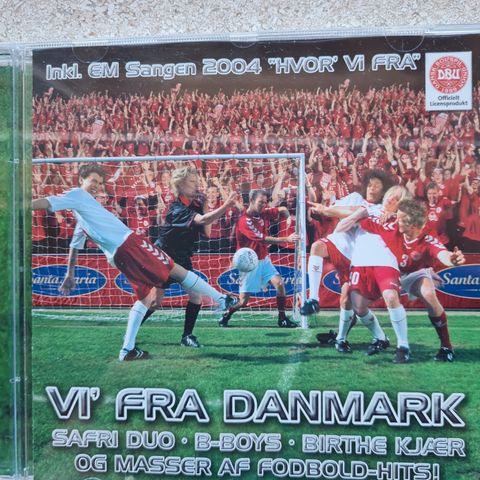 Inkl. EM Sangen 2004 "HVOR' Vi FRA"
DBU
Officielt
Licensprodukt
Santa Maria
Santa
VI' FRA DANMARK
SAFRI DUO · B-BOYS · BIRTHE KJÆR
OG MASSER AF FODBOLD-HITS!